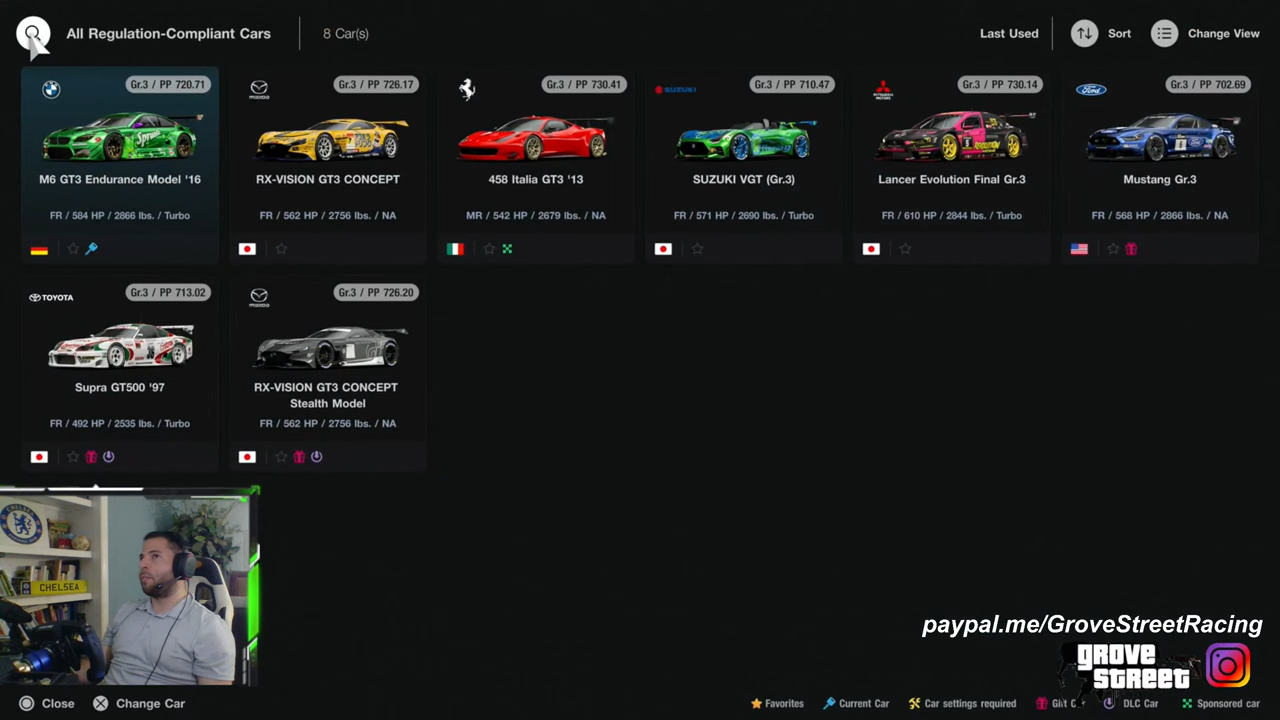 All Regulation-Compliant Cars
8 Car(s)
Last Used
Sort
Change View
Gr.3 / PP 720.71
M6 GT3 Endurance Model '16
FR / 584 HP / 2866 lbs. / Turbo
mazda
Gr.3 / PP 726.17
RX-VISION GT3 CONCEPT
FR / 562 HP / 2756 lbs. / NA
Gr.3 / PP 730.41
458 Italia GT3 '13
MR / 542 HP / 2679 lbs. / NA
SUZUKI
Gr.3 / PP 710.47
SUZUKI VGT (Gr.3)
FR / 571 HP / 2690 lbs. / Turbo
MITSUBISHI
MOTORS
Gr.3 / PP 730.14
Lancer Evolution Final Gr.3
FR / 610 HP / 2844 lbs. / Turbo
Ford
Gr.3 / PP 702.69
Mustang Gr.3
FR / 568 HP / 2866 lbs. / NA
TOYOTA
Gr.3 / PP 713.02
Supra GT500 '97
FR / 492 HP / 2535 lbs. / Turbo
mazda
Gr.3 / PP 726.20
RX-VISION GT3 CONCEPT
Stealth Model
FR / 562 HP / 2756 lbs. / NA
CHELSEA
CHELSEA
paypal.me/GroveStreetRacing
GROVE
STREET
Close
Change Car
Favorites
Current Car
Car settings required
DLC Car
Sponsored car